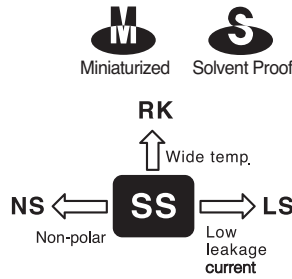 M S
Miniaturized Solvent Proof
RK
Wide temp.
NS SS LS
Non-polar Low
leakage
current